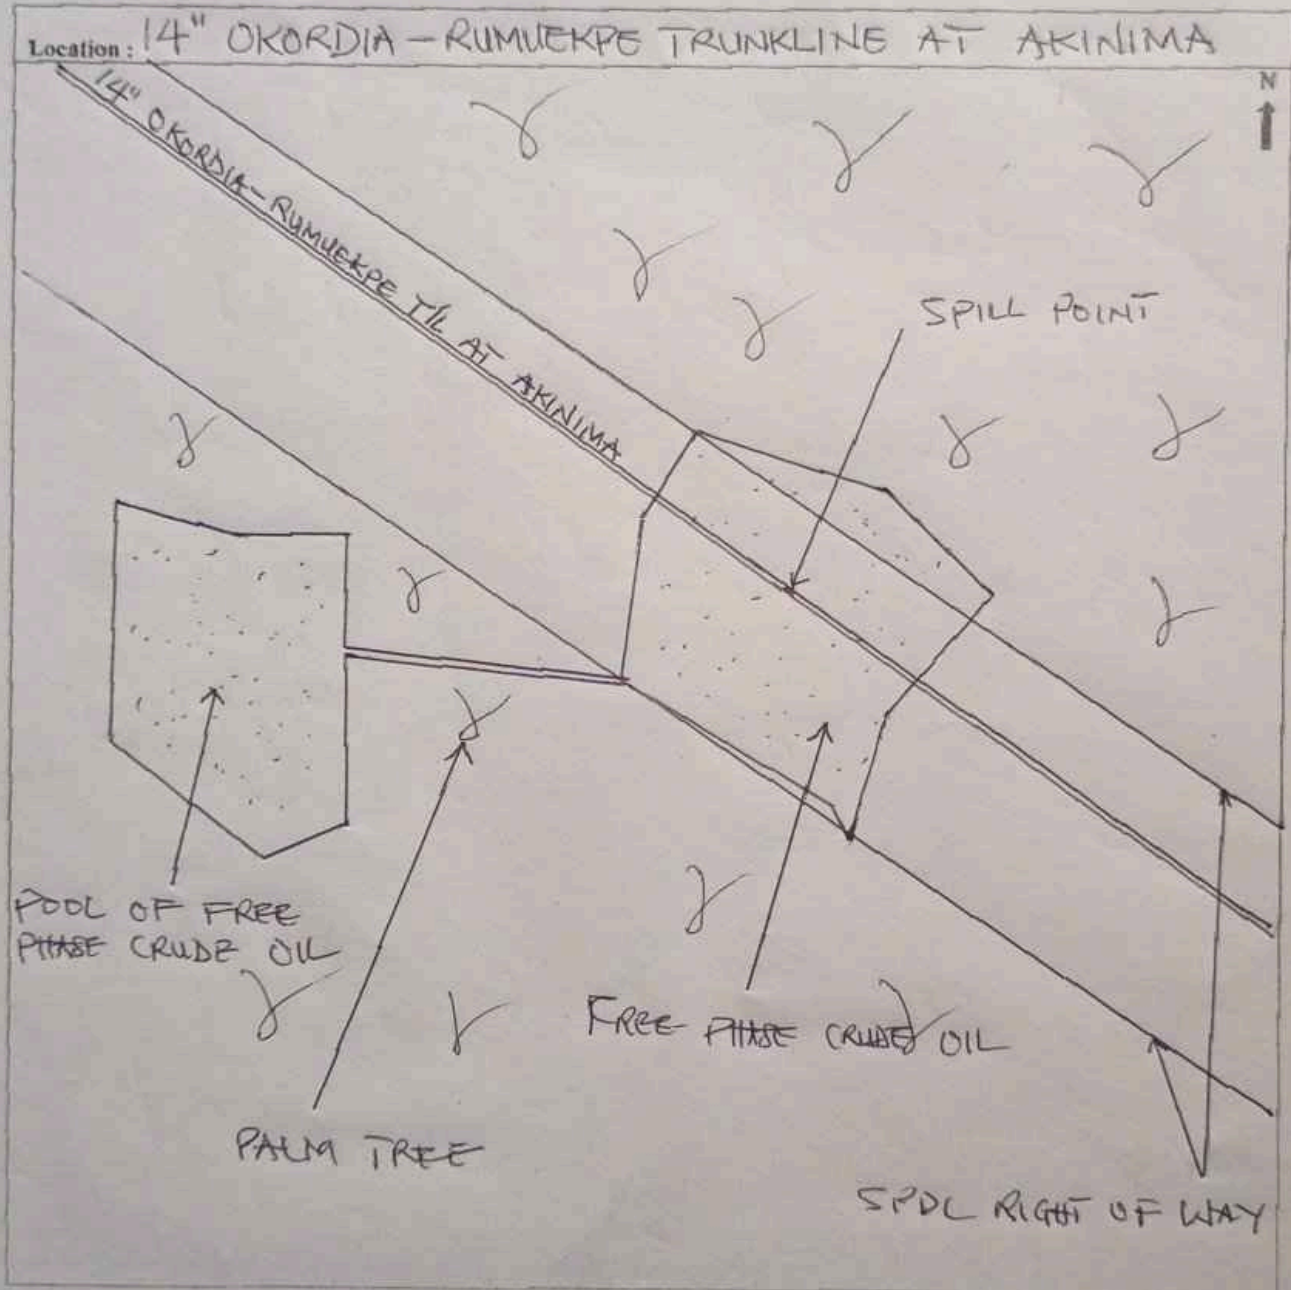 Location : 14" OKORDIA – RUMUEKPE TRUNKLINE AT AKINIMA
N
14" OKORDIA – RUMUEKPE T/L AT AKINIMA
SPILL POINT
POOL OF FREE
PHASE CRUDE OIL
FREE PHASE CRUDE OIL
PALM TREE
SPDC RIGHT OF WAY